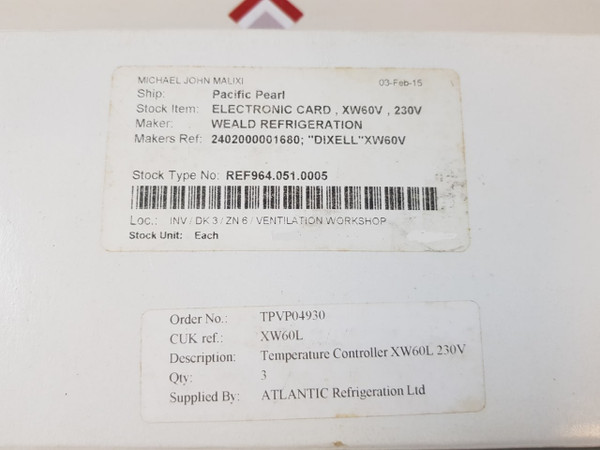 MICHAEL JOHN MALIXI 03-Feb-15
Ship: Pacific Pearl
Stock Item: ELECTRONIC CARD , XW60V , 230V
Maker: WEALD REFRIGERATION
Makers Ref: 2402000001680; "DIXELL"XW60V
Stock Type No: REF964.051.0005
Loc.: INV / DK 3 / ZN 6 / VENTILATION WORKSHOP
Stock Unit: Each
Order No.: TPVP04930
CUK ref.: XW60L
Description: Temperature Controller XW60L 230V
Qty: 3
Supplied By: ATLANTIC Refrigeration Ltd